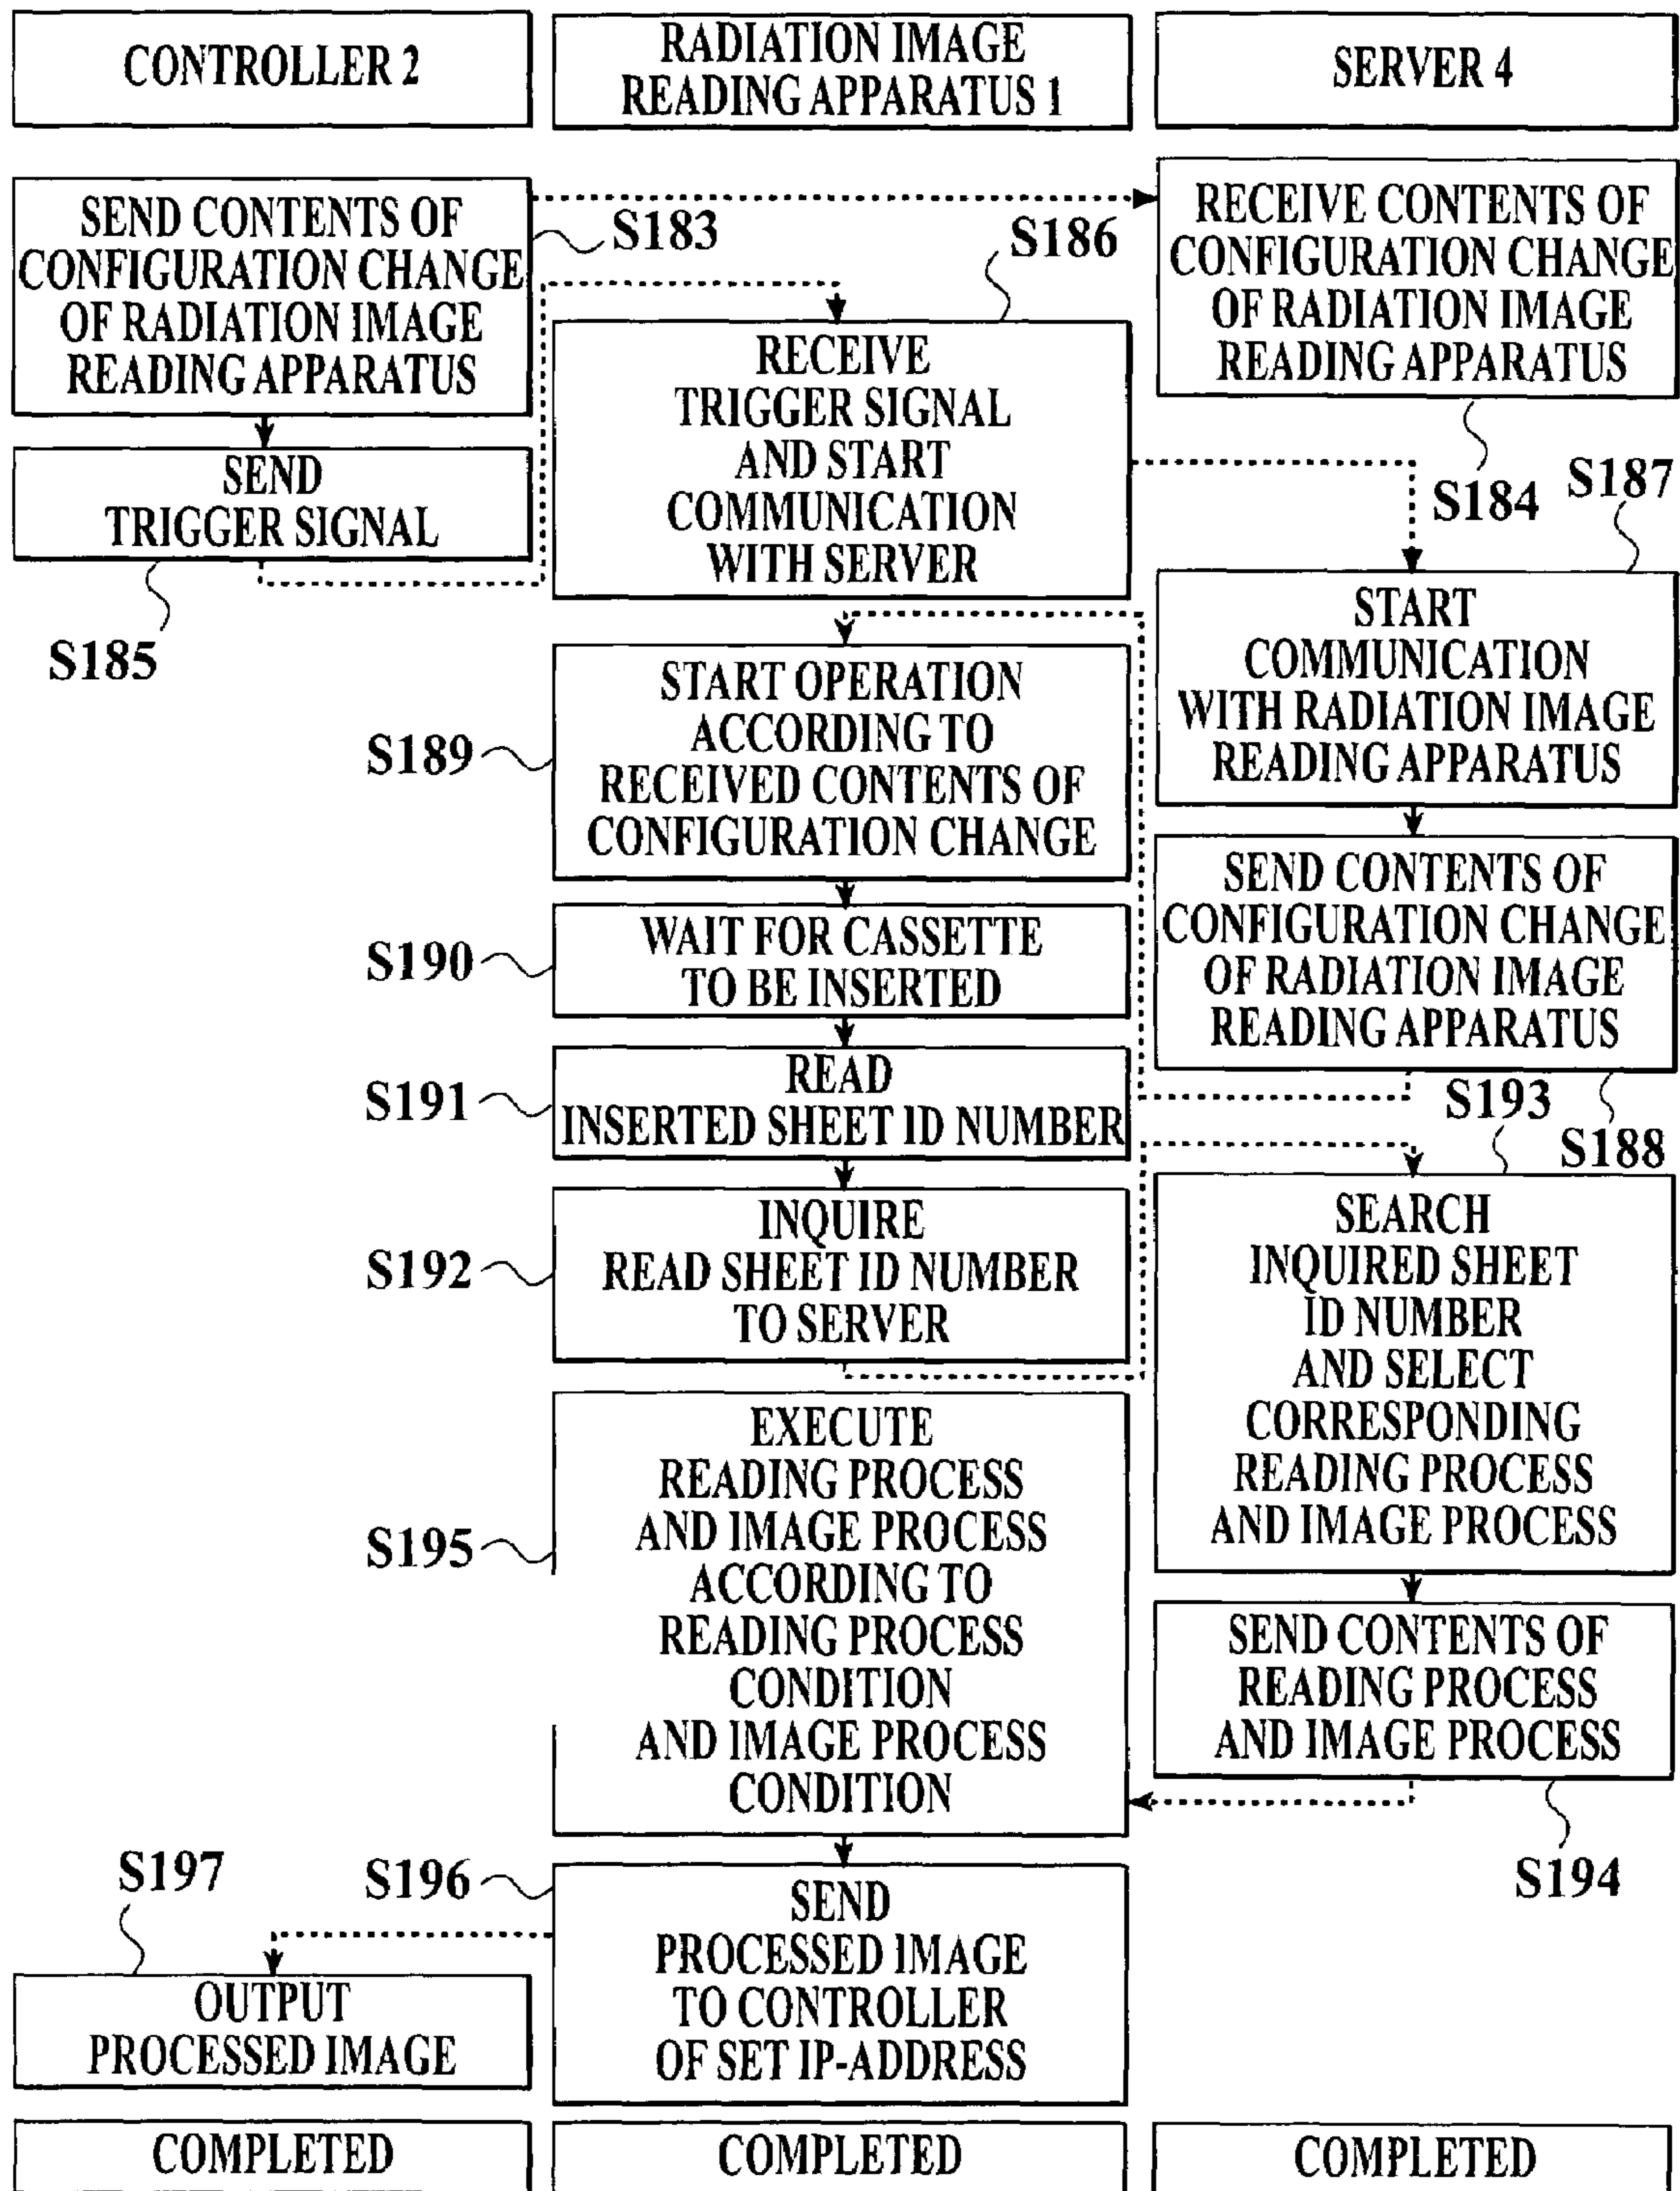 CONTROLLER 2
RADIATION IMAGE
READING APPARATUS 1
SERVER 4
SEND CONTENTS OF
CONFIGURATION CHANGE
OF RADIATION IMAGE
READING APPARATUS
S183
S186
RECEIVE CONTENTS OF
CONFIGURATION CHANGE
OF RADIATION IMAGE
READING APPARATUS
S184
SEND
TRIGGER SIGNAL
S185
RECEIVE
TRIGGER SIGNAL
AND START
COMMUNICATION
WITH SERVER
S187
START
COMMUNICATION
WITH RADIATION IMAGE
READING APPARATUS
S189
START OPERATION
ACCORDING TO
RECEIVED CONTENTS OF
CONFIGURATION CHANGE
SEND CONTENTS OF
CONFIGURATION CHANGE
OF RADIATION IMAGE
READING APPARATUS
S188
S190
WAIT FOR CASSETTE
TO BE INSERTED
S191
READ
INSERTED SHEET ID NUMBER
S192
INQUIRE
READ SHEET ID NUMBER
TO SERVER
S193
SEARCH
INQUIRED SHEET
ID NUMBER
AND SELECT
CORRESPONDING
READING PROCESS
AND IMAGE PROCESS
S195
EXECUTE
READING PROCESS
AND IMAGE PROCESS
ACCORDING TO
READING PROCESS
CONDITION
AND IMAGE PROCESS
CONDITION
SEND CONTENTS OF
READING PROCESS
AND IMAGE PROCESS
S194
S197
S196
SEND
PROCESSED IMAGE
TO CONTROLLER
OF SET IP-ADDRESS
OUTPUT
PROCESSED IMAGE
COMPLETED
COMPLETED
COMPLETED